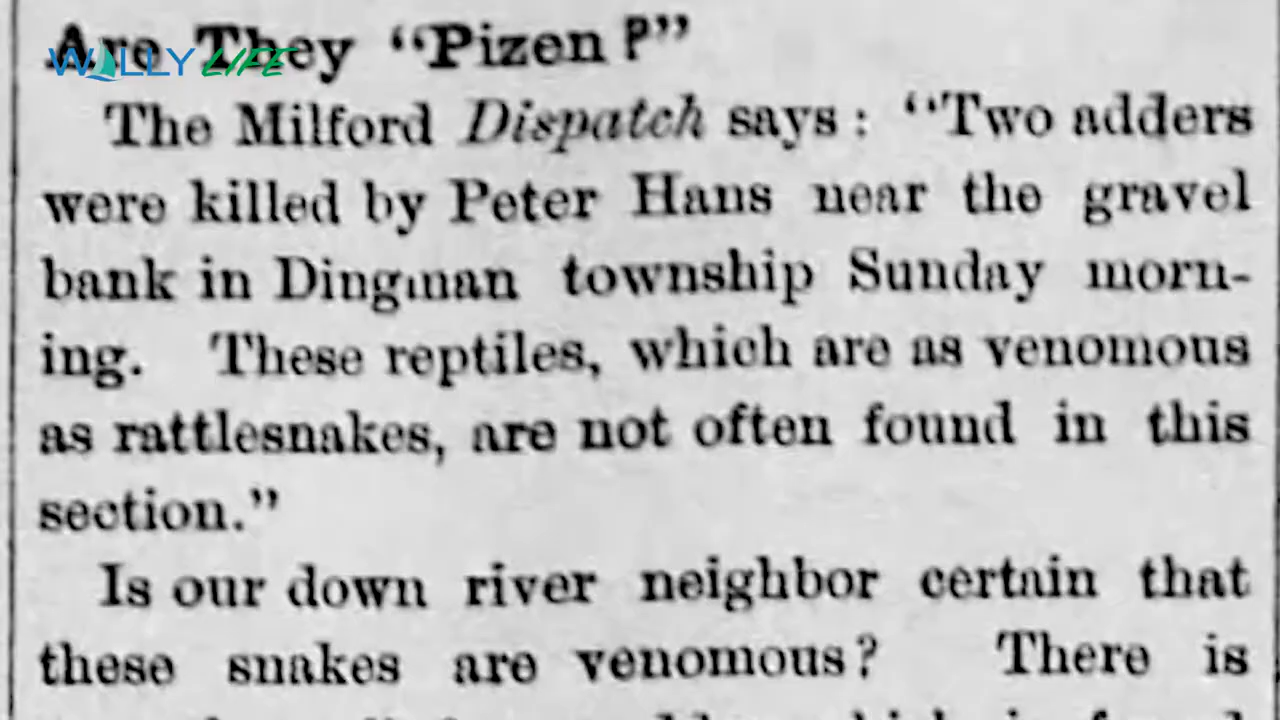 Are They "Pizen?"
WALLY LIFE
The Milford Dispatch says: "Two adders
were killed by Peter Hans near the gravel
bank in Dingman township Sunday morn-
ing. These reptiles, which are as venomous
as rattlesnakes, are not often found in this
section."
Is our down river neighbor certain that
these snakes are venomous? There is